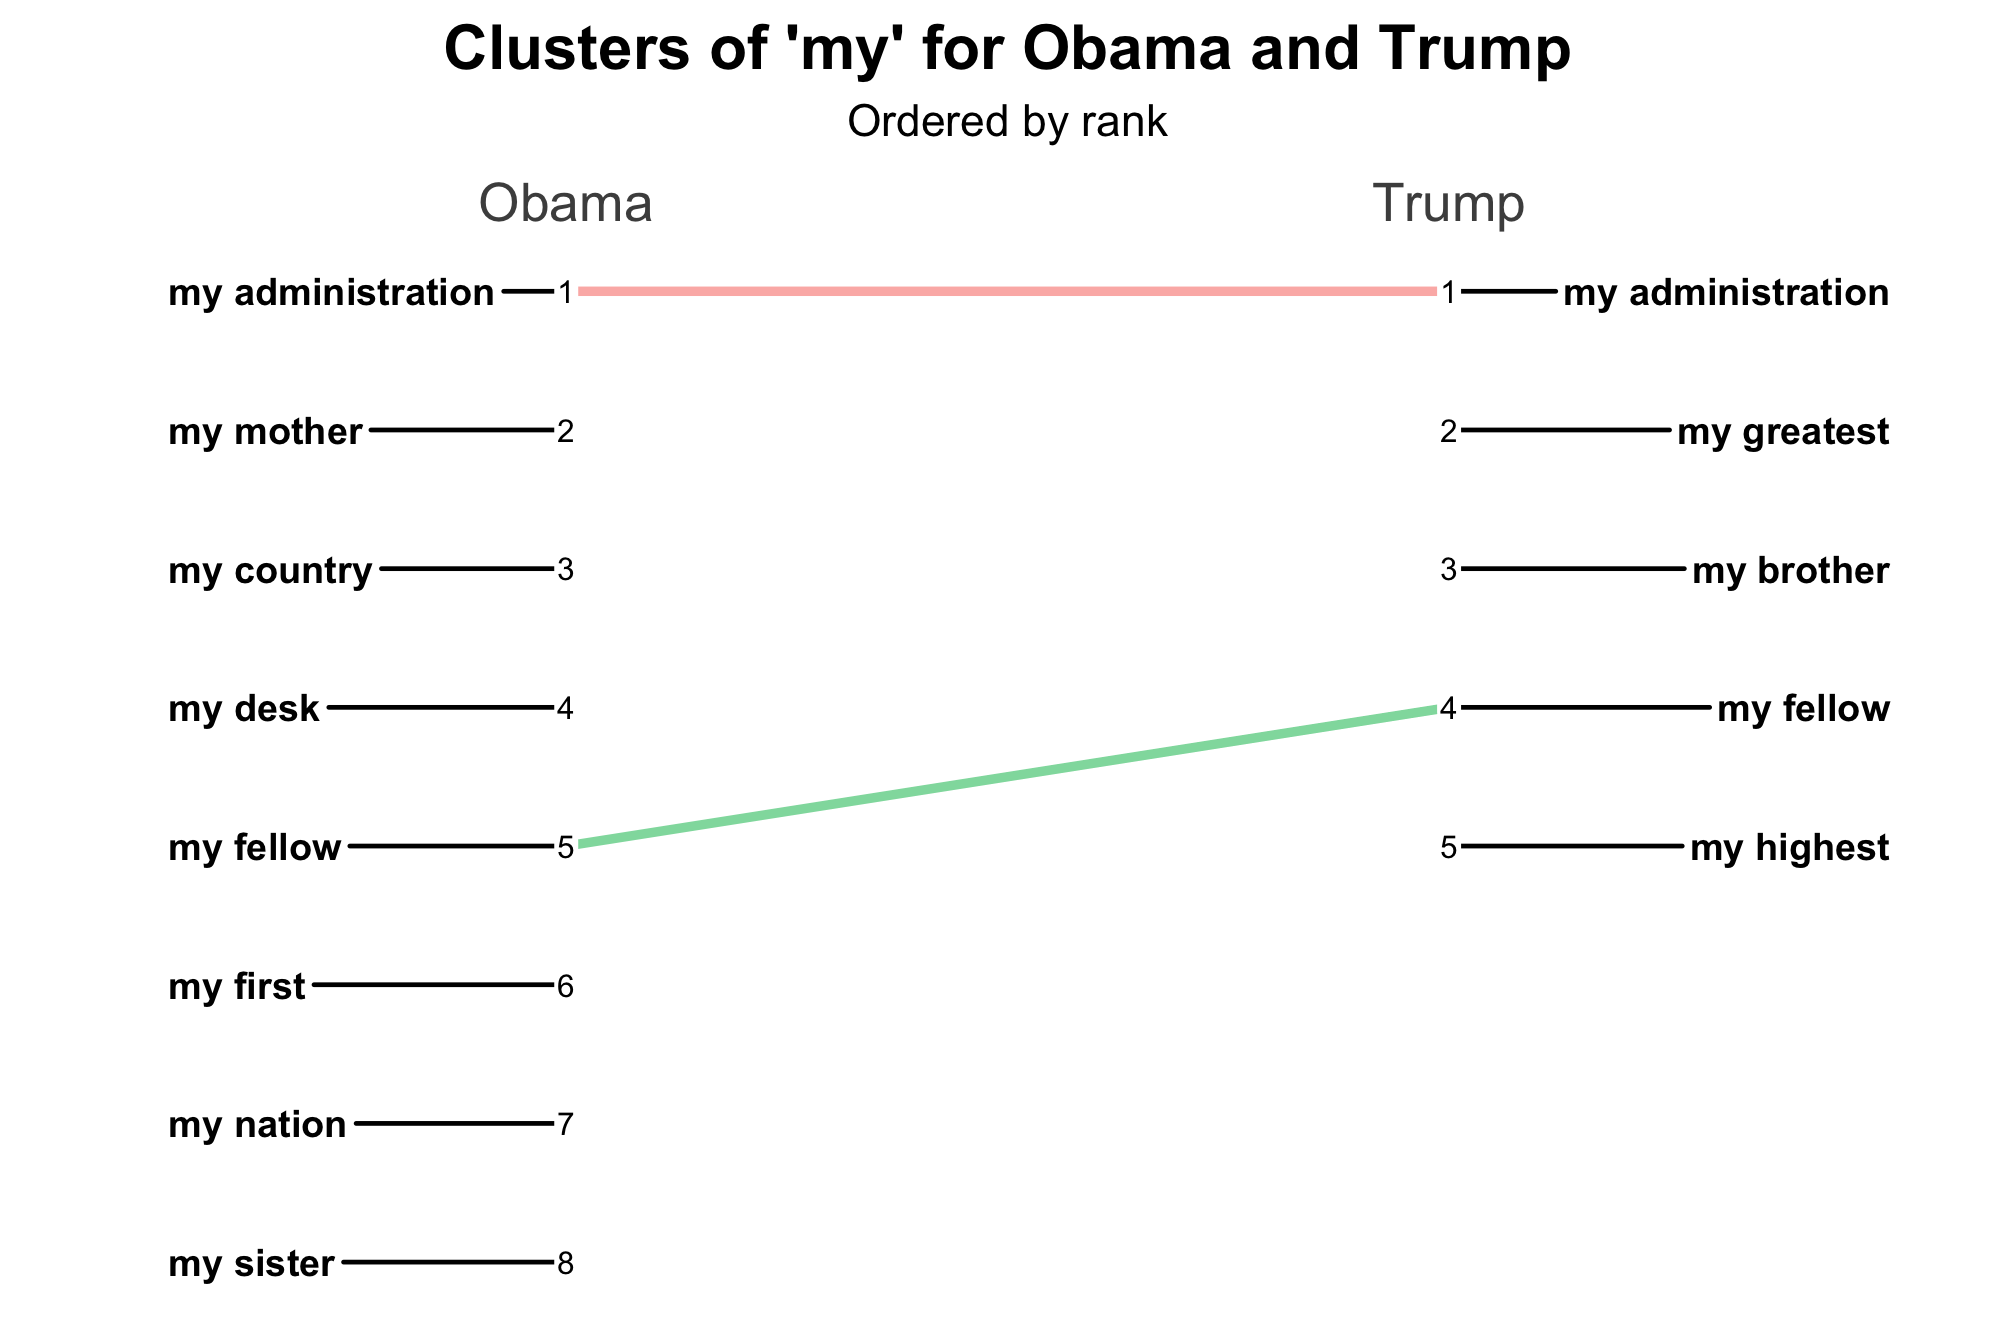 Clusters of 'my' for Obama and Trump
Ordered by rank
Obama Trump
my administration 1 1 my administration
my mother 2 2 my greatest
my country 3 3 my brother
my desk 4 4 my fellow
my fellow 5 5 my highest
my first 6
my nation 7
my sister 8